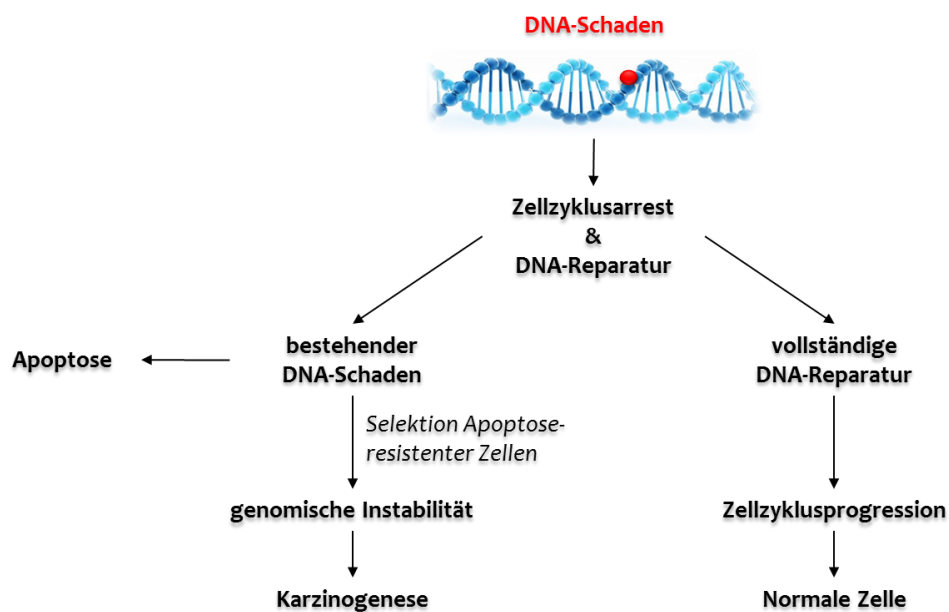 DNA-Schaden
Zellzyklusarrest
&
DNA-Reparatur
Apoptose
bestehender
DNA-Schaden
vollständige
DNA-Reparatur
Selektion Apoptose-
resistenter Zellen
genomische Instabilität
Zellzyklusprogression
Karzinogenese
Normale Zelle